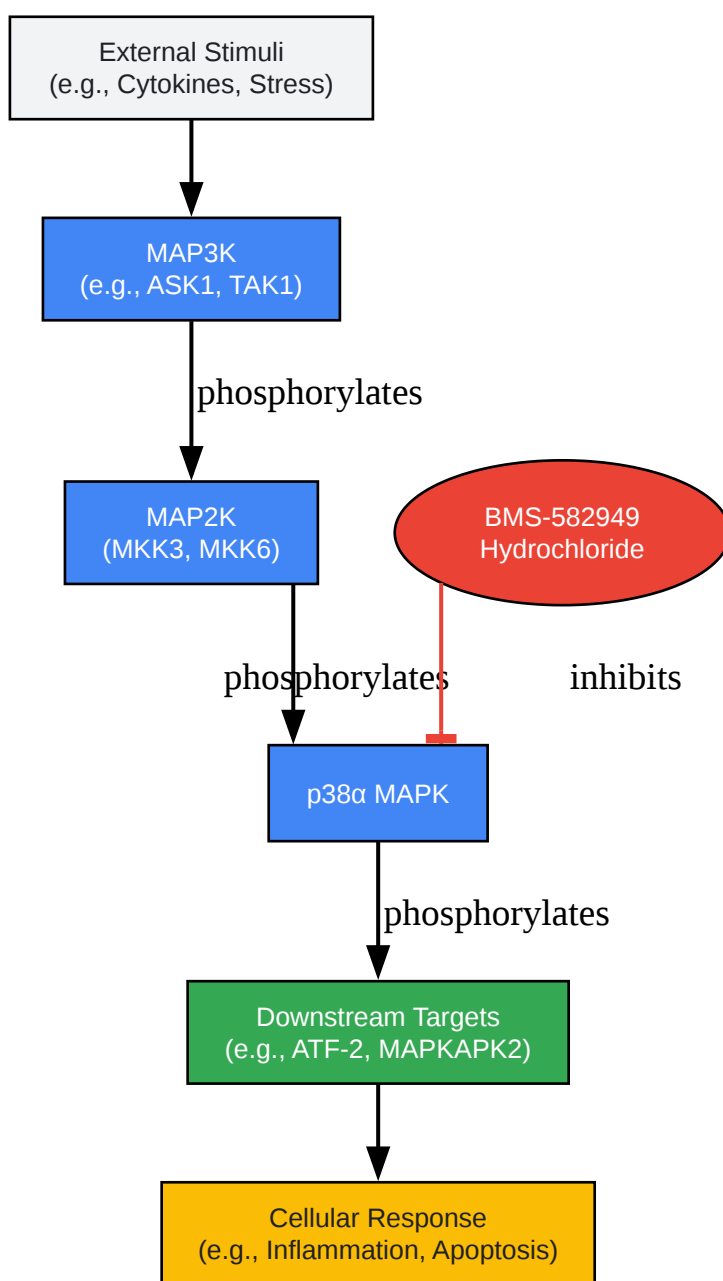 External Stimuli
(e.g., Cytokines, Stress)
MAP3K
(e.g., ASK1, TAK1)
phosphorylates
MAP2K
(MKK3, MKK6)
BMS-582949
Hydrochloride
phosphorylates
inhibits
p38α MAPK
phosphorylates
Downstream Targets
(e.g., ATF-2, MAPKAPK2)
Cellular Response
(e.g., Inflammation, Apoptosis)